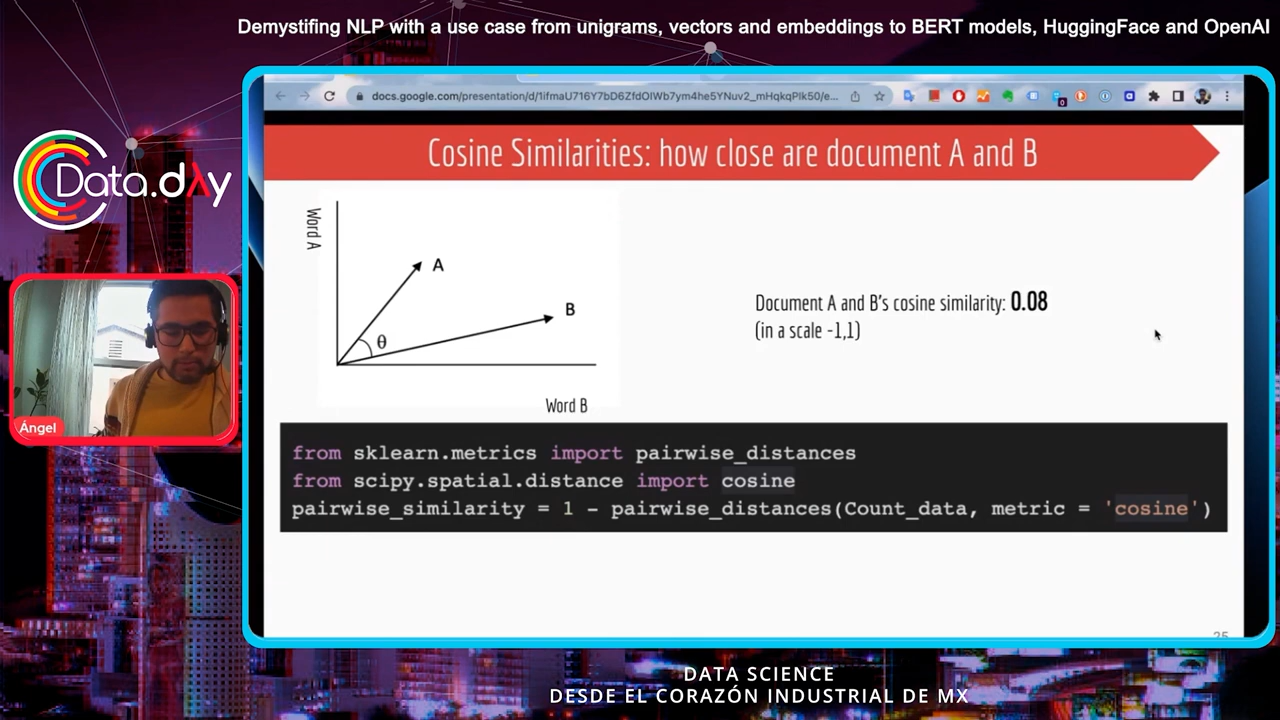 Demystifing NLP with a use case from unigrams, vectors and embeddings to BERT models, HuggingFace and OpenAI
Data.dλy
Ángel
docs.google.com/presentation/d/1ifmaU716Y7bD6ZfdOIWb7ym4he5YNuv2_mHqkqPlk50/e...
Cosine Similarities: how close are document A and B
Word A
A
B
θ
Word B
Document A and B's cosine similarity: 0.08
(in a scale -1,1)
from sklearn.metrics import pairwise_distances
from scipy.spatial.distance import cosine
pairwise_similarity = 1 - pairwise_distances(Count_data, metric = 'cosine')
25
DATA SCIENCE
DESDE EL CORAZÓN INDUSTRIAL DE MX